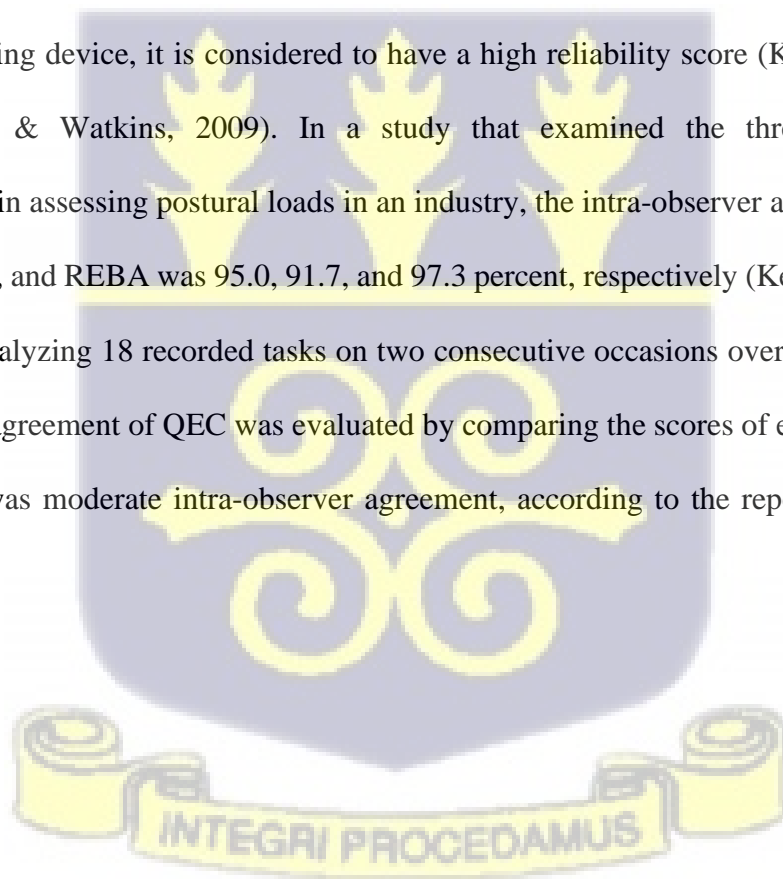 ing device, it is considered to have a high reliability score (K
& Watkins, 2009). In a study that examined the thr
in assessing postural loads in an industry, the intra-observer a
, and REBA was 95.0, 91.7, and 97.3 percent, respectively (Ke
alyzing 18 recorded tasks on two consecutive occasions over
agreement of QEC was evaluated by comparing the scores of e
was moderate intra-observer agreement, according to the rep
INTEGRI PROCEDAMUS